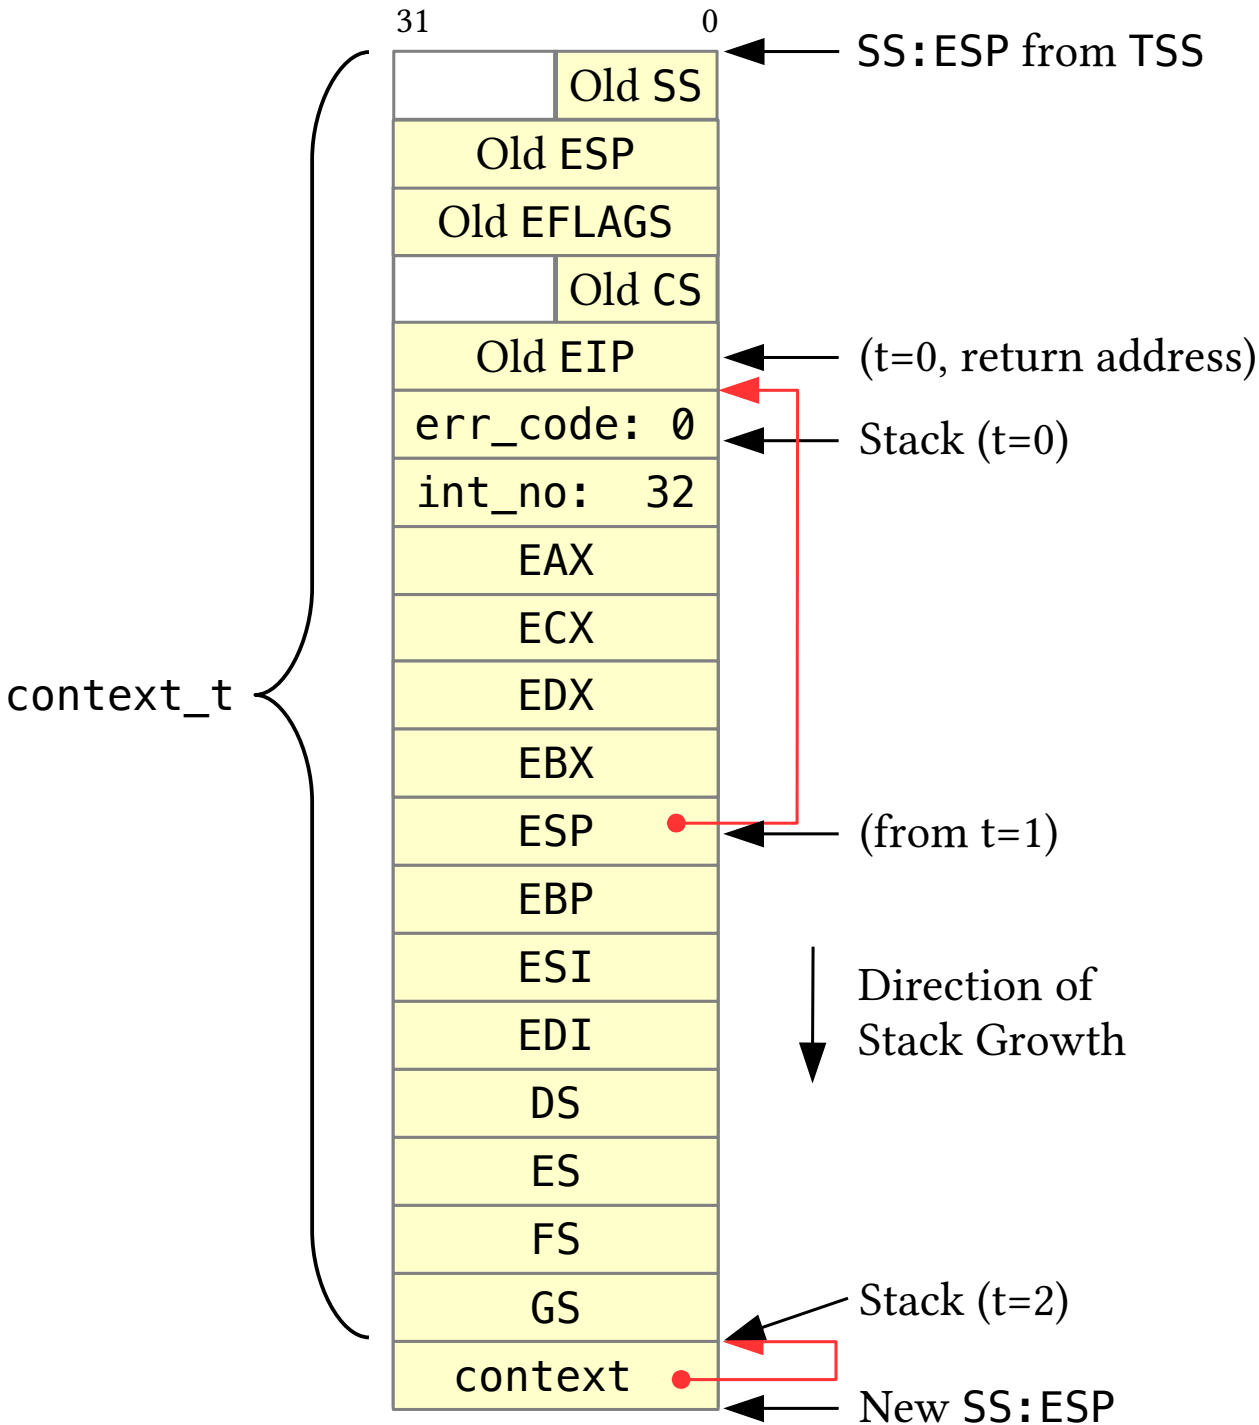 31 0
SS:ESP from TSS
Old SS
Old ESP
Old EFLAGS
Old CS
Old EIP
(t=0, return address)
err_code: 0
Stack (t=0)
int_no: 32
EAX
ECX
EDX
context_t
EBX
ESP
(from t=1)
EBP
ESI
Direction of
Stack Growth
EDI
DS
ES
FS
GS
Stack (t=2)
context
New SS:ESP